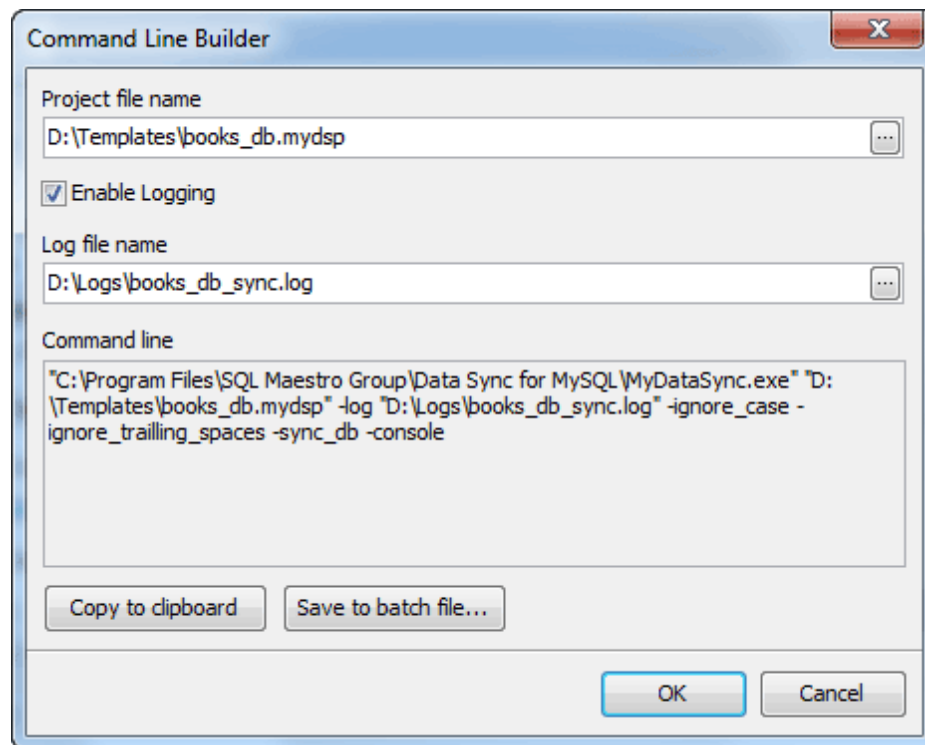 Command Line Builder
Project file name
D:\Templates\books_db.mydsp
...
Enable Logging
Log file name
D:\Logs\books_db_sync.log
...
Command line
"C:\Program Files\SQL Maestro Group\Data Sync for MySQL\MyDataSync.exe" "D:
\Templates\books_db.mydsp" -log "D:\Logs\books_db_sync.log" -ignore_case -
ignore_trailling_spaces -sync_db -console
Copy to clipboard Save to batch file...
OK Cancel